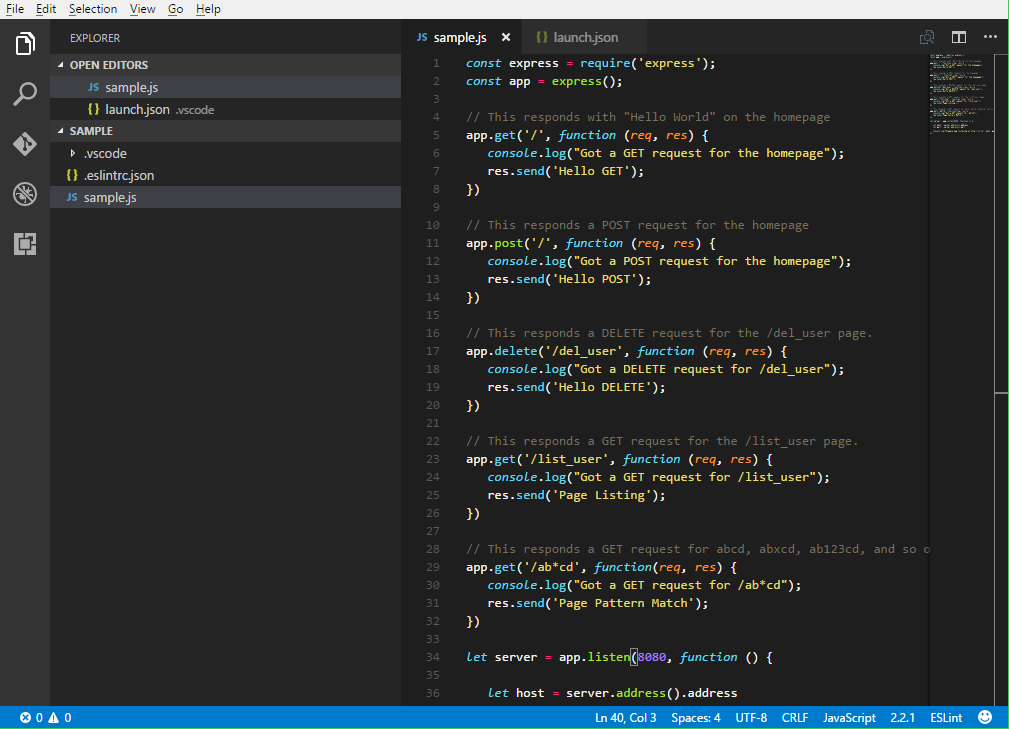 File Edit Selection View Go Help
EXPLORER
OPEN EDITORS
JS sample.js
{} launch.json .vscode
SAMPLE
.vscode
{} .eslintrc.json
JS sample.js
JS sample.js × {} launch.json
1 const express = require('express');
2 const app = express();
3
4 // This responds with "Hello World" on the homepage
5 app.get('/', function (req, res) {
6    console.log("Got a GET request for the homepage");
7    res.send('Hello GET');
8 })
9
10 // This responds a POST request for the homepage
11 app.post('/', function (req, res) {
12    console.log("Got a POST request for the homepage");
13    res.send('Hello POST');
14 })
15
16 // This responds a DELETE request for the /del_user page.
17 app.delete('/del_user', function (req, res) {
18    console.log("Got a DELETE request for /del_user");
19    res.send('Hello DELETE');
20 })
21
22 // This responds a GET request for the /list_user page.
23 app.get('/list_user', function (req, res) {
24    console.log("Got a GET request for /list_user");
25    res.send('Page Listing');
26 })
27
28 // This responds a GET request for abcd, abxcd, ab123cd, and so o
29 app.get('/ab*cd', function(req, res) {
30    console.log("Got a GET request for /ab*cd");
31    res.send('Page Pattern Match');
32 })
33
34 let server = app.listen(8080, function () {
35
36    let host = server.address().address
0 0 Ln 40, Col 3 Spaces: 4 UTF-8 CRLF JavaScript 2.2.1 ESLint